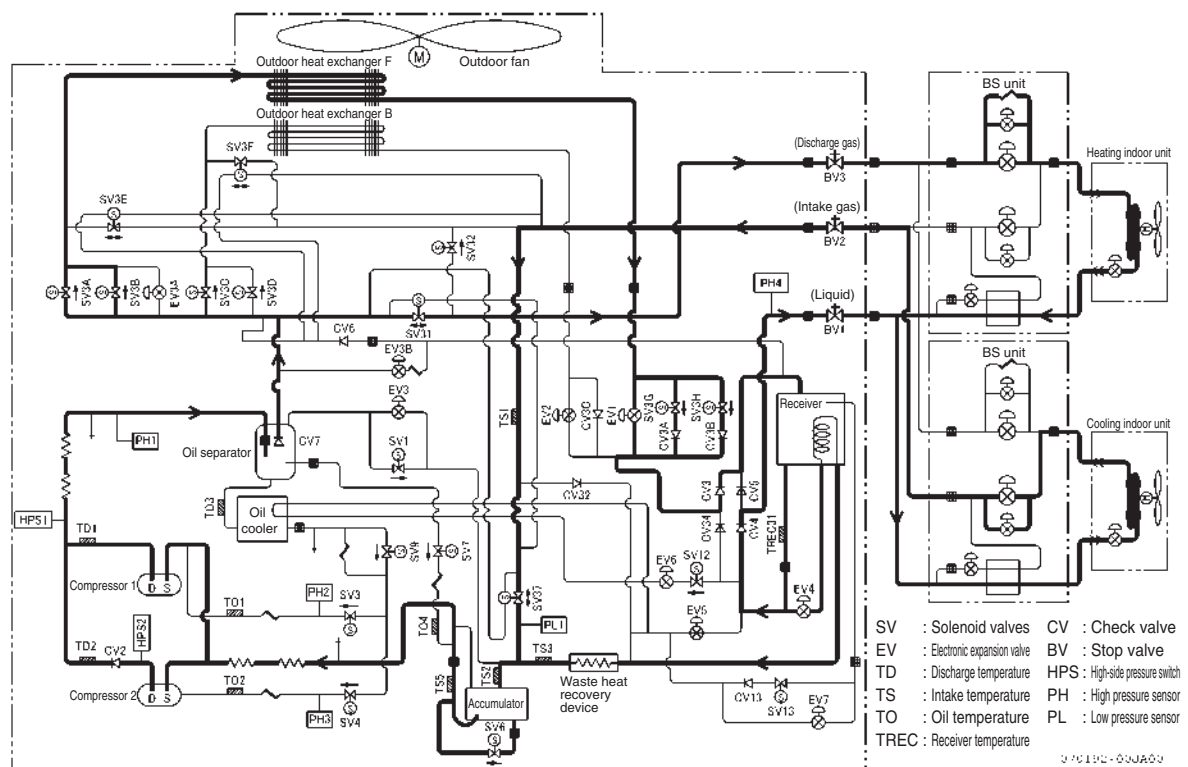 Outdoor heat exchanger F
Outdoor fan
M
Outdoor heat exchanger B
BS unit
SV3F
(Discharge gas)
BV3
Heating indoor unit
SV3E
(Intake gas)
BV2
M
SV32
SV3A
SV3B
EV3A
SV3C
SV3D
PH4
(Liquid)
BV1
SV31
CV6
EV3B
BS unit
EV3
TS1
EV2
CV3C
EV1
SV3G
CV3A
SV3H
CV3B
Receiver
PH1
CV7
SV1
Oil separator
Cooling indoor unit
CV32
CV3
CV5
HPS1
TD1
TD3
Oil
cooler
CV34
CV4
TREC31
M
SV9
SV7
EV6
SV12
EV4
Compressor 1
D S
PH2
TO1
SV3
TO4
SV37
PL1
EV5
HPS2
TD2
CV2
TS3
TS5
TS2
Waste heat
recovery
device
Compressor 2
D S
TO2
PH3
SV4
Accumulator
SV6
CV13
SV13
EV7
SV : Solenoid valves CV : Check valve
EV : Electronic expansion valve BV : Stop valve
TD : Discharge temperature HPS : High-side pressure switch
TS : Intake temperature PH : High pressure sensor
TO : Oil temperature PL : Low pressure sensor
TREC : Receiver temperature